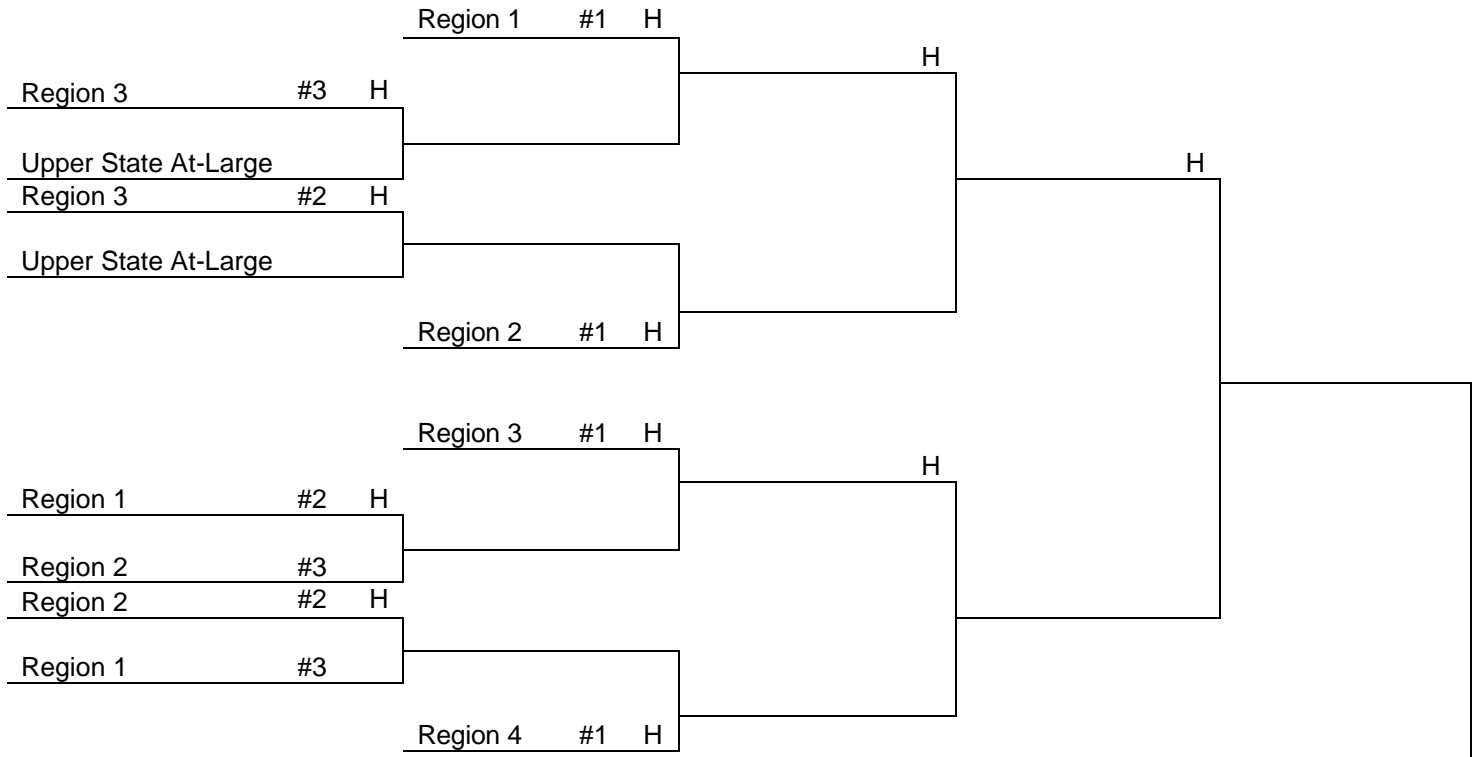 Region 1 #1 H
H
Region 3 #3 H
Upper State At-Large
H
Region 3 #2 H
Upper State At-Large
Region 2 #1 H
Region 3 #1 H
H
Region 1 #2 H
Region 2 #3
Region 2 #2 H
Region 1 #3
Region 4 #1 H